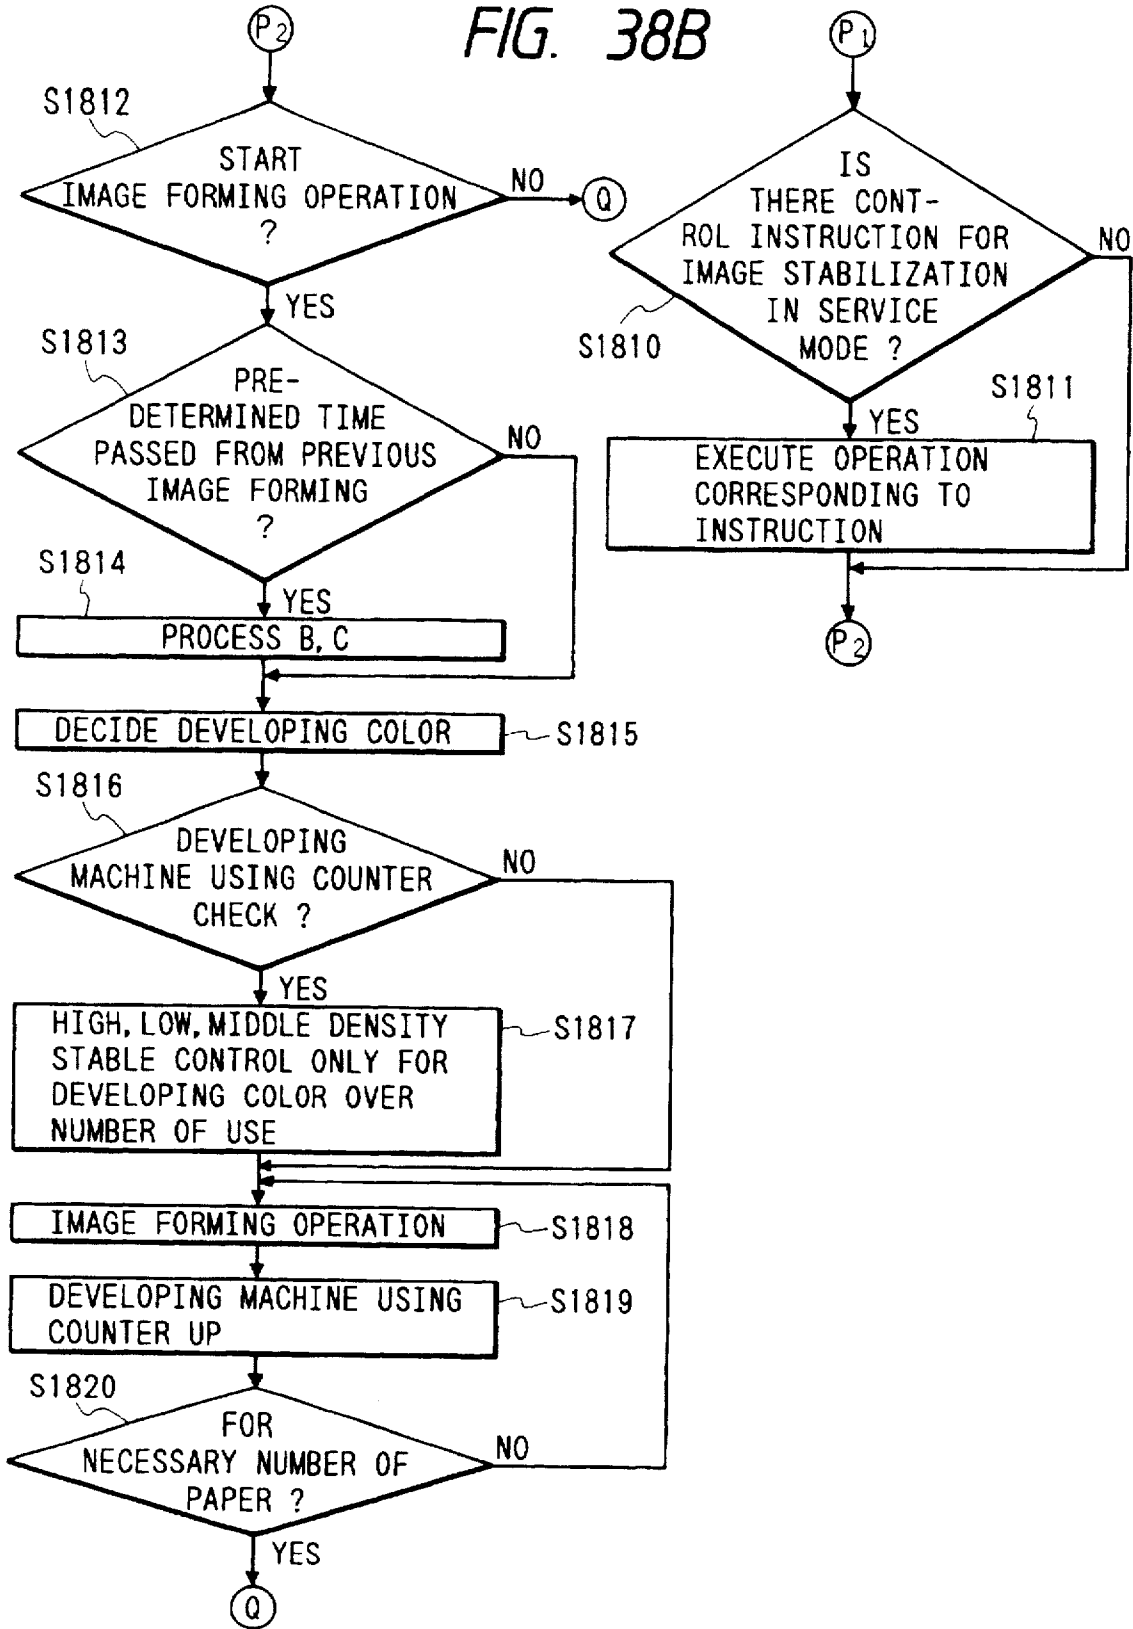 FIG. 38B
P2
S1812
START
IMAGE FORMING OPERATION
?
NO
Q
YES
S1813
PRE-
DETERMINED TIME
PASSED FROM PREVIOUS
IMAGE FORMING
?
NO
S1814
YES
PROCESS B, C
DECIDE DEVELOPING COLOR
S1815
S1816
DEVELOPING
MACHINE USING COUNTER
CHECK ?
NO
YES
HIGH, LOW, MIDDLE DENSITY
STABLE CONTROL ONLY FOR
DEVELOPING COLOR OVER
NUMBER OF USE
S1817
IMAGE FORMING OPERATION
S1818
DEVELOPING MACHINE USING
COUNTER UP
S1819
S1820
FOR
NECESSARY NUMBER OF
PAPER ?
NO
YES
Q
P1
IS
THERE CONT-
ROL INSTRUCTION FOR
IMAGE STABILIZATION
IN SERVICE
MODE ?
NO
S1810
S1811
YES
EXECUTE OPERATION
CORRESPONDING TO
INSTRUCTION
P2